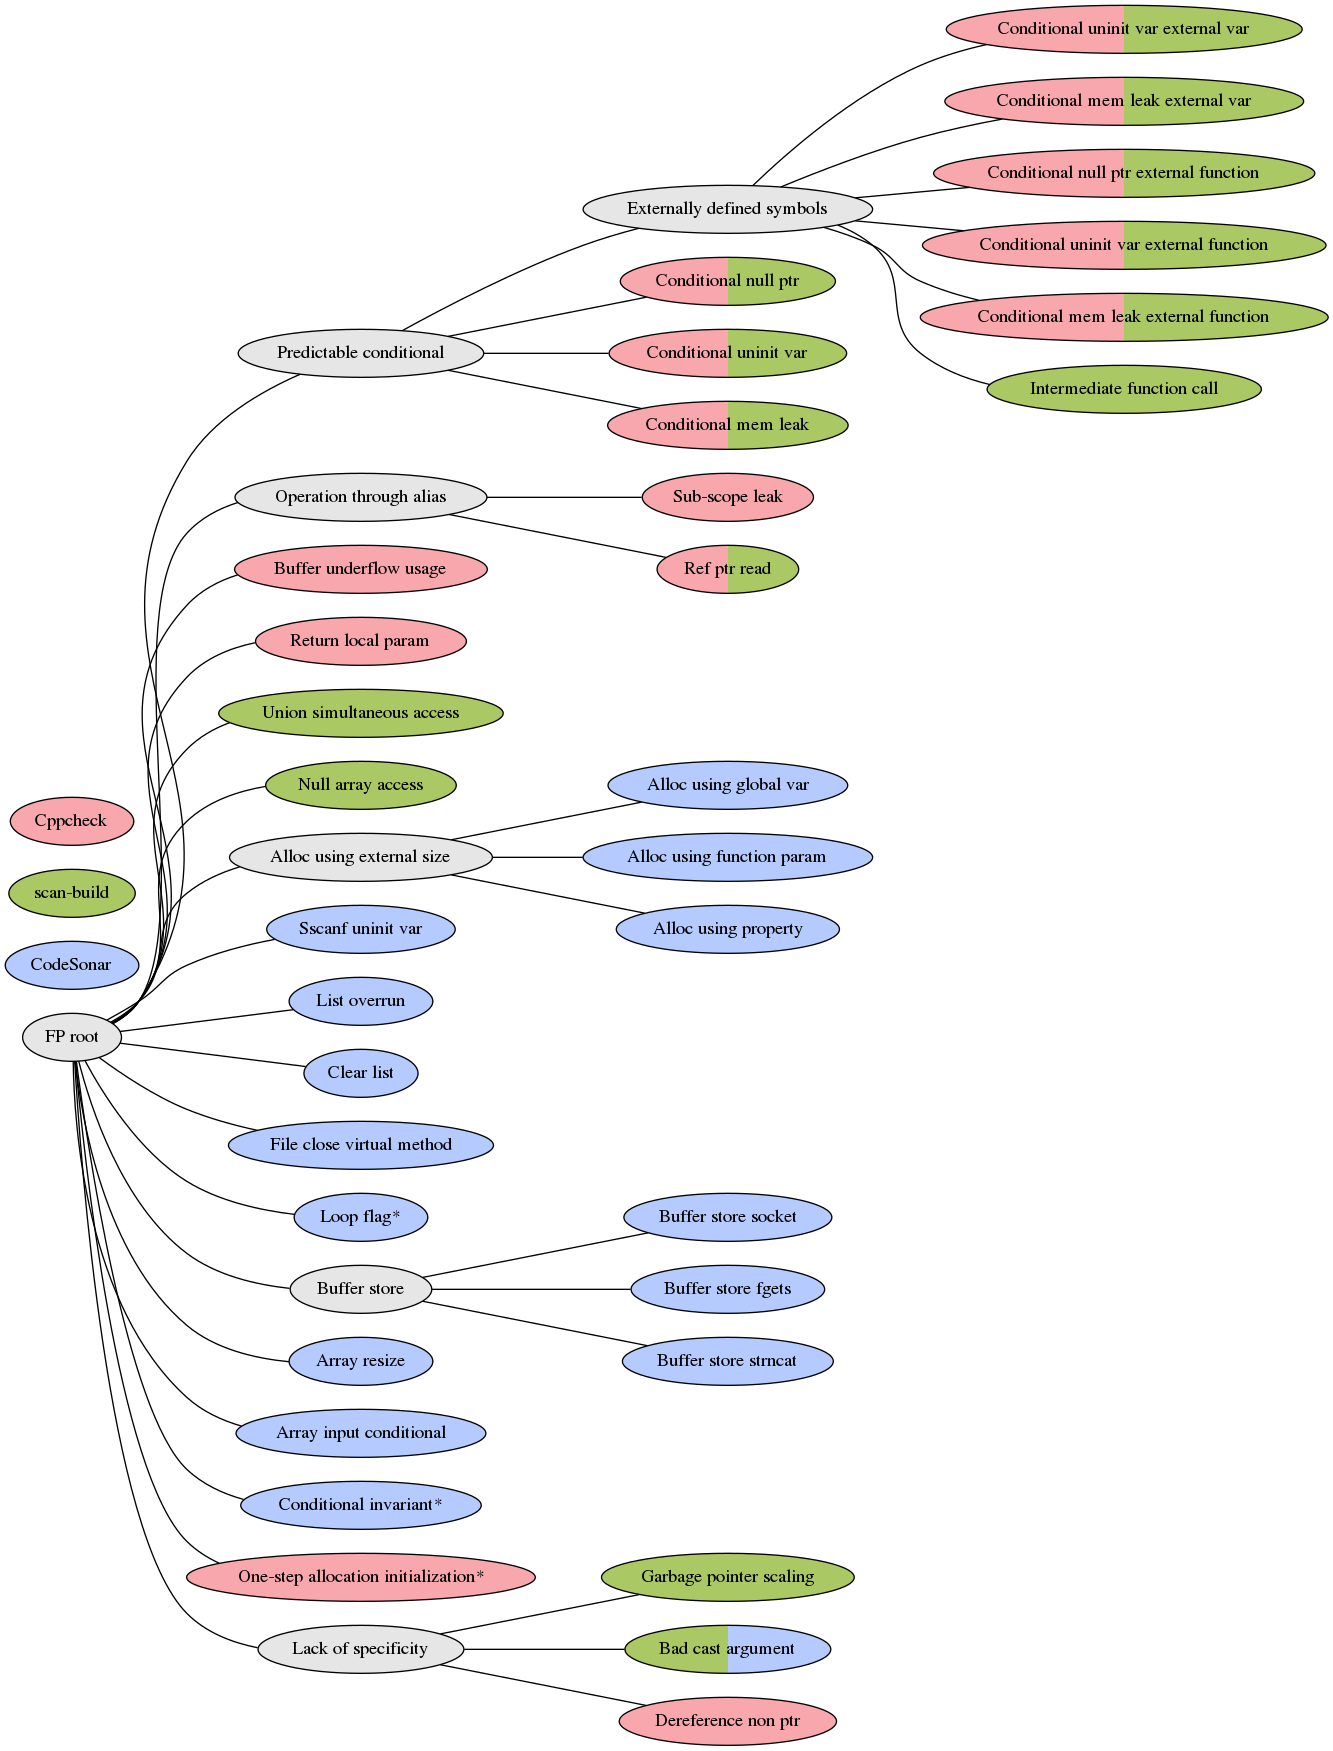 Conditional uninit var external var
Conditional mem leak external var
Conditional null ptr external function
Externally defined symbols
Conditional uninit var external function
Conditional null ptr
Conditional mem leak external function
Predictable conditional
Conditional uninit var
Intermediate function call
Conditional mem leak
Operation through alias
Sub-scope leak
Buffer underflow usage
Ref ptr read
Return local param
Union simultaneous access
Null array access
Alloc using global var
Cppcheck
Alloc using external size
Alloc using function param
scan-build
Sscanf uninit var
Alloc using property
CodeSonar
List overrun
FP root
Clear list
File close virtual method
Loop flag*
Buffer store socket
Buffer store
Buffer store fgets
Array resize
Buffer store strncat
Array input conditional
Conditional invariant*
One-step allocation initialization*
Garbage pointer scaling
Lack of specificity
Bad cast argument
Dereference non ptr